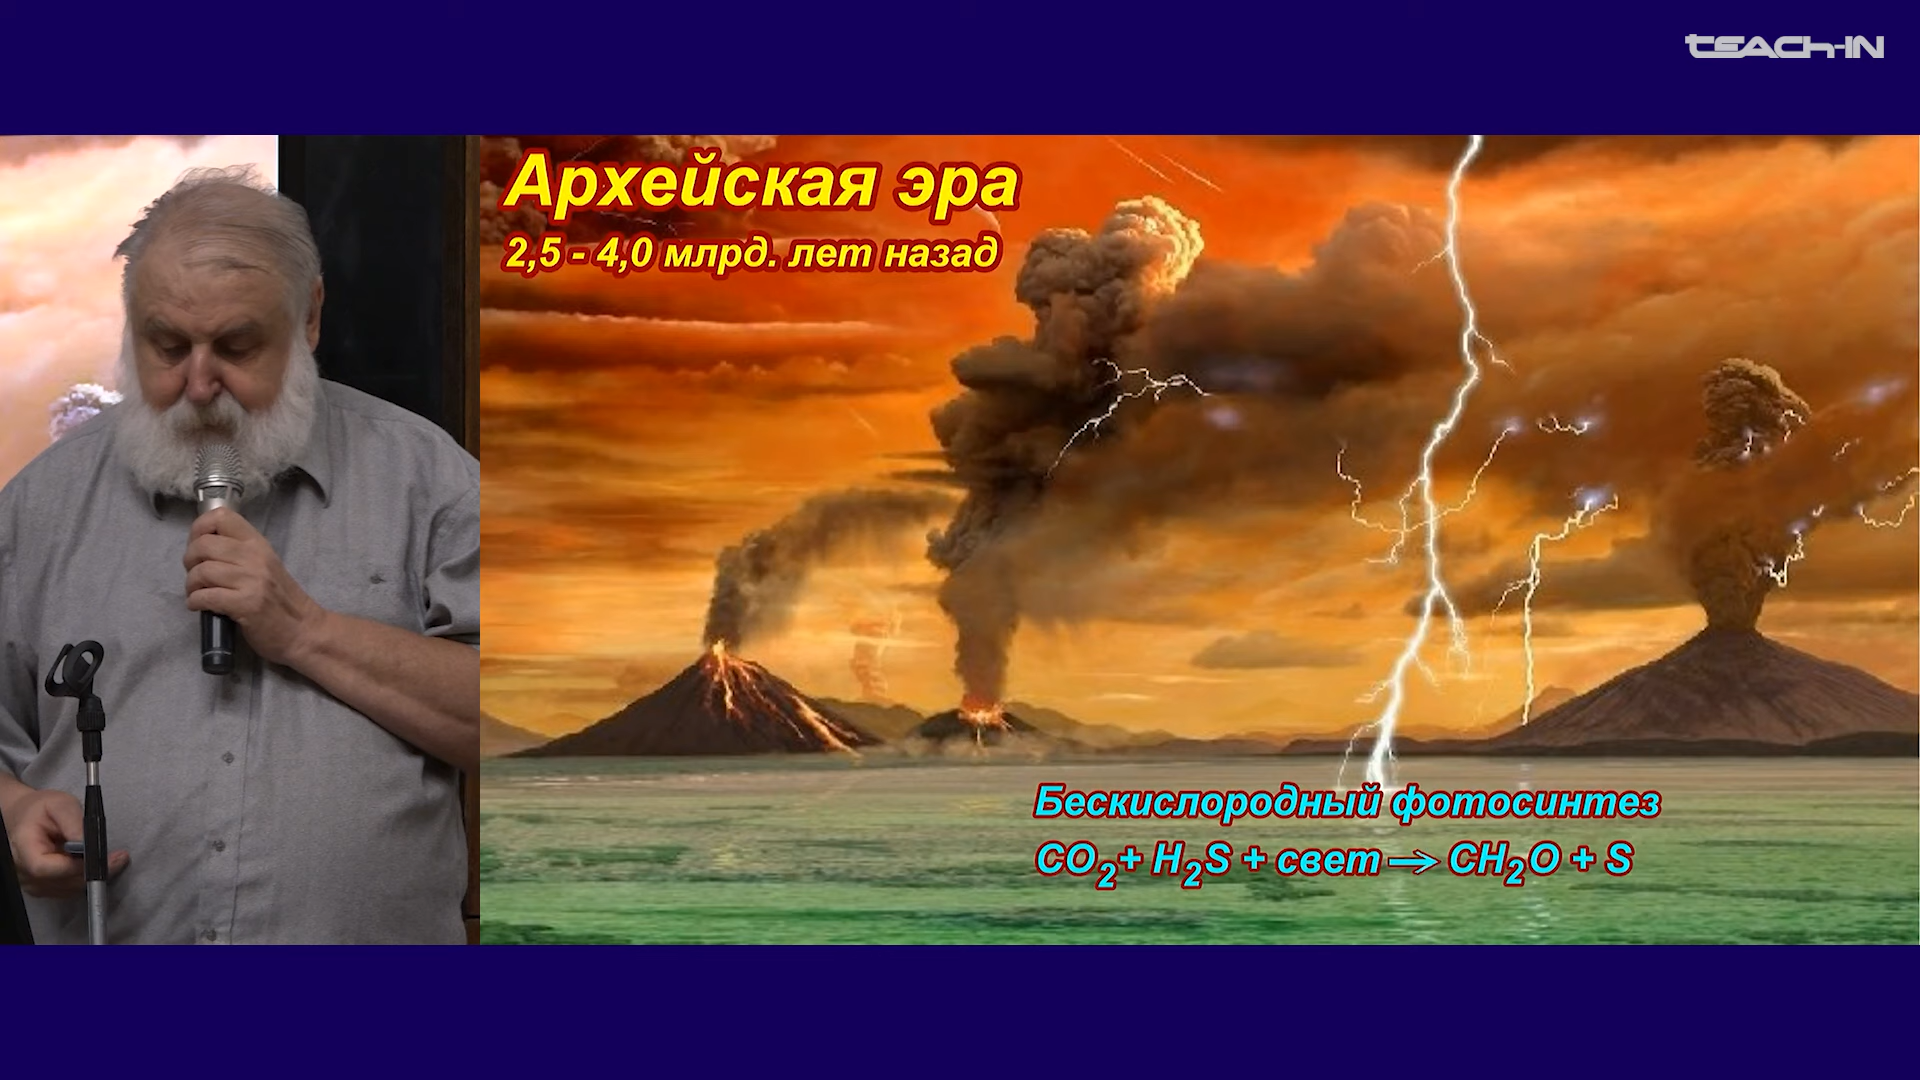 TEACH-IN
Архейская эра
2,5 - 4,0 млрд. лет назад
Бескислородный фотосинтез
CO₂+ H₂S + свет → CH₂O + S